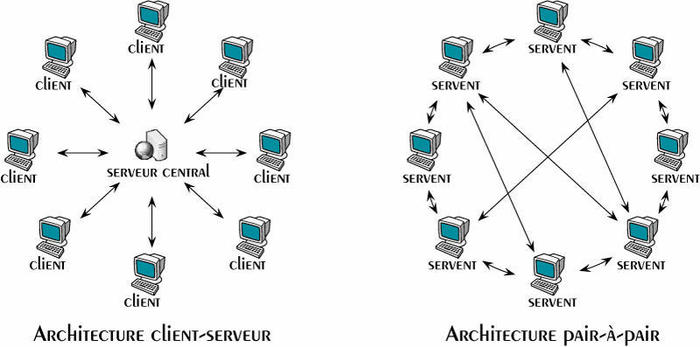 CLIENT
CLIENT
CLIENT
CLIENT
SERVEUR CENTRAL
CLIENT
CLIENT
CLIENT
CLIENT
ARCHITECTURE CLIENT-SERVEUR
SERVENT
SERVENT
SERVENT
SERVENT
SERVENT
SERVENT
SERVENT
SERVENT
ARCHITECTURE PAIR-À-PAIR